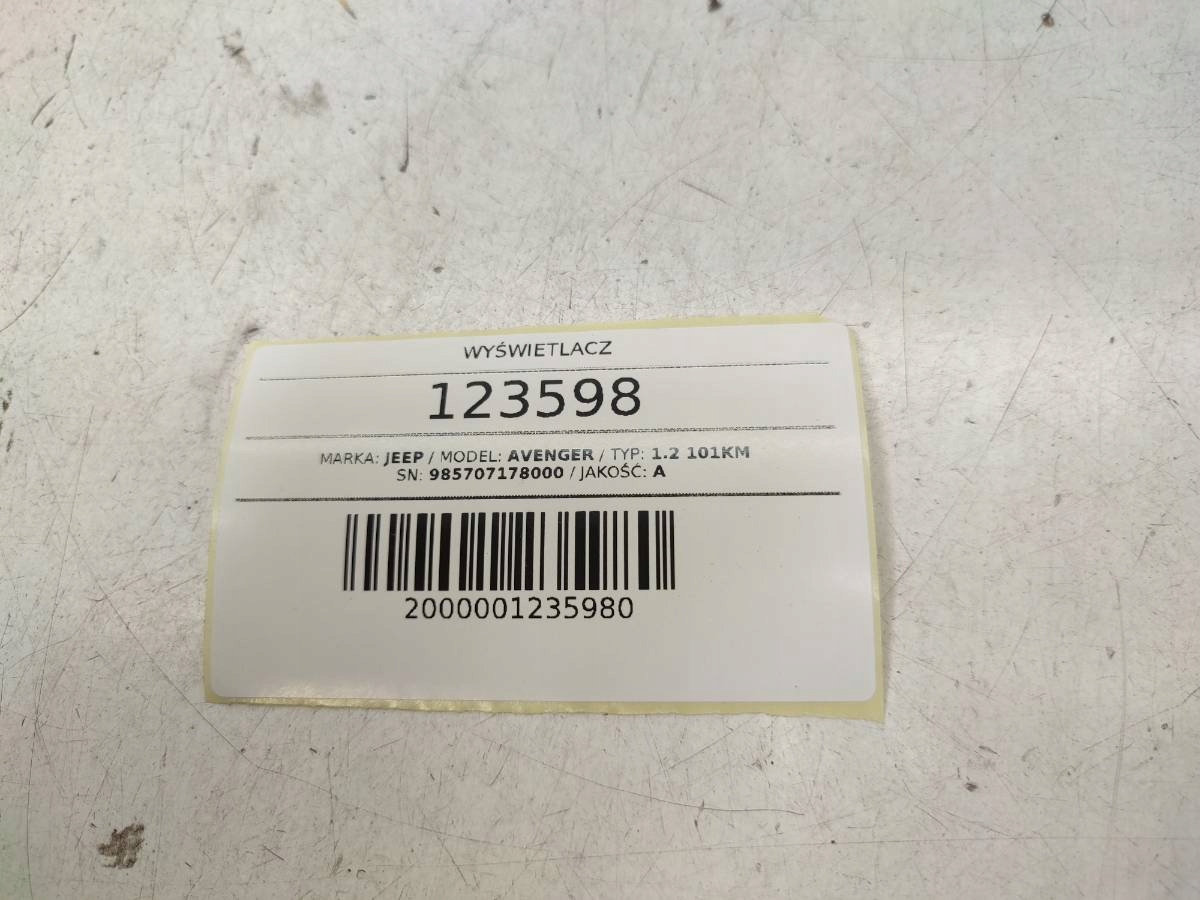 WYŚWIETLACZ
123598
MARKA: JEEP / MODEL: AVENGER / TYP: 1.2 101KM
SN: 985707178000 / JAKOŚĆ: A
2000001235980